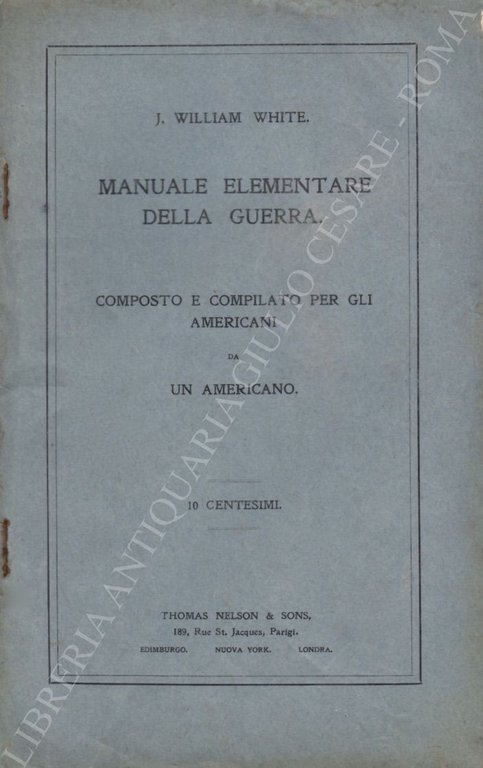 J. WILLIAM WHITE.
MANUALE ELEMENTARE
DELLA GUERRA.
COMPOSTO E COMPILATO PER GLI
AMERICANI
DA
UN AMERICANO.
10 CENTESIMI.
THOMAS NELSON & SONS,
189, Rue St. Jacques, Parigi.
EDIMBURGO. NUOVA YORK. LONDRA.
LIBRERIA ANTIQUARIA GIULIO CESARE - ROMA